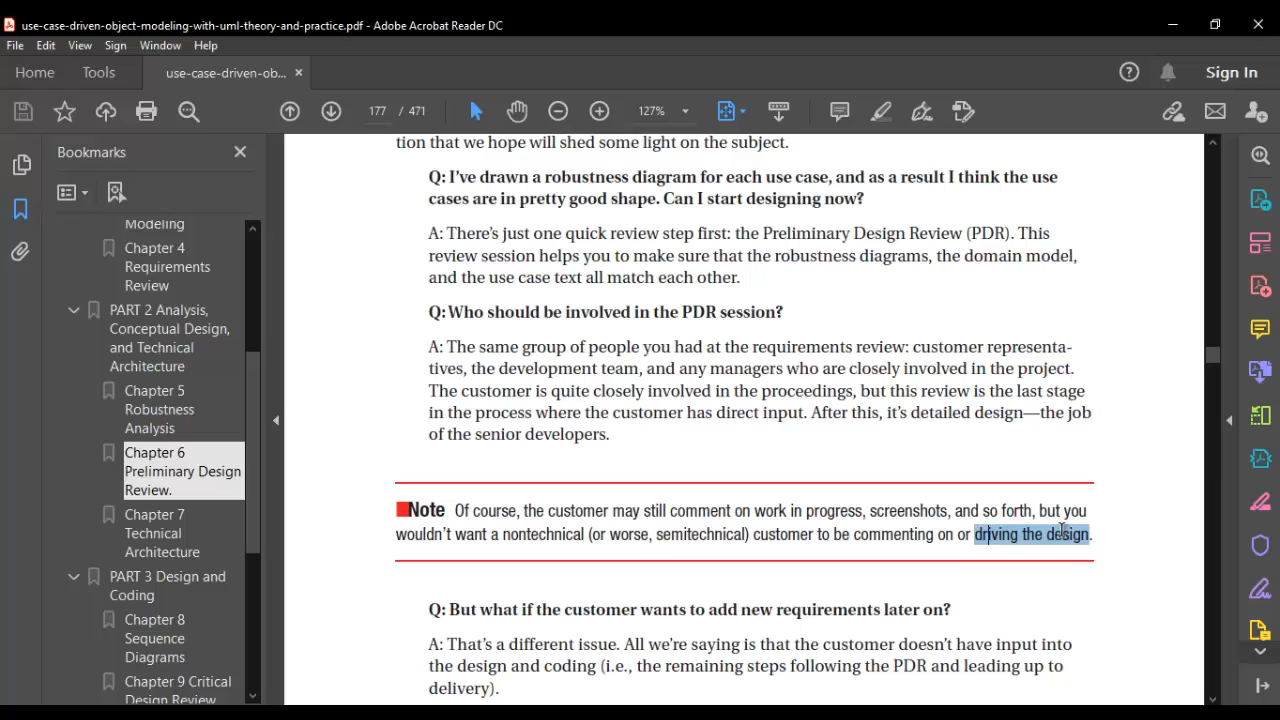 use-case-driven-object-modeling-with-uml-theory-and-practice.pdf - Adobe Acrobat Reader DC
File Edit View Sign Window Help
Home Tools use-case-driven-ob... × Sign In
177 / 471 127%
Bookmarks
Modeling
Chapter 4
Requirements
Review
PART 2 Analysis,
Conceptual Design,
and Technical
Architecture
Chapter 5
Robustness
Analysis
Chapter 6
Preliminary Design
Review.
Chapter 7
Technical
Architecture
PART 3 Design and
Coding
Chapter 8
Sequence
Diagrams
Chapter 9 Critical
Design Review
tion that we hope will shed some light on the subject.
Q: I've drawn a robustness diagram for each use case, and as a result I think the use
cases are in pretty good shape. Can I start designing now?
A: There's just one quick review step first: the Preliminary Design Review (PDR). This
review session helps you to make sure that the robustness diagrams, the domain model,
and the use case text all match each other.
Q: Who should be involved in the PDR session?
A: The same group of people you had at the requirements review: customer representa-
tives, the development team, and any managers who are closely involved in the project.
The customer is quite closely involved in the proceedings, but this review is the last stage
in the process where the customer has direct input. After this, it's detailed design—the job
of the senior developers.
Note Of course, the customer may still comment on work in progress, screenshots, and so forth, but you
wouldn't want a nontechnical (or worse, semitechnical) customer to be commenting on or driving the design.
Q: But what if the customer wants to add new requirements later on?
A: That's a different issue. All we're saying is that the customer doesn't have input into
the design and coding (i.e., the remaining steps following the PDR and leading up to
delivery).